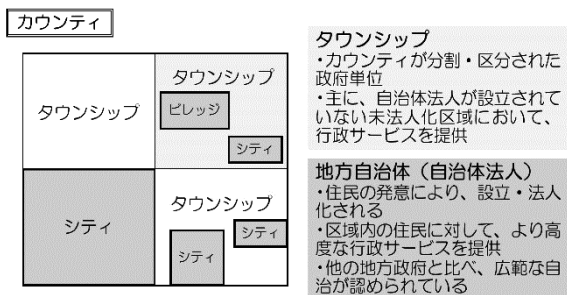 カウンティ
タウンシップ
タウンシップ
ビレッジ
シティ
シティ
タウンシップ
シティ
シティ
タウンシップ
・カウンティが分割・区分された
政府単位
・主に、自治体法人が設立されて
いない未法人化区域において、
行政サービスを提供
地方自治体（自治体法人）
・住民の発意により、設立・法人
化される
・区域内の住民に対して、より高
度な行政サービスを提供
・他の地方政府と比べ、広範な自
治が認められている